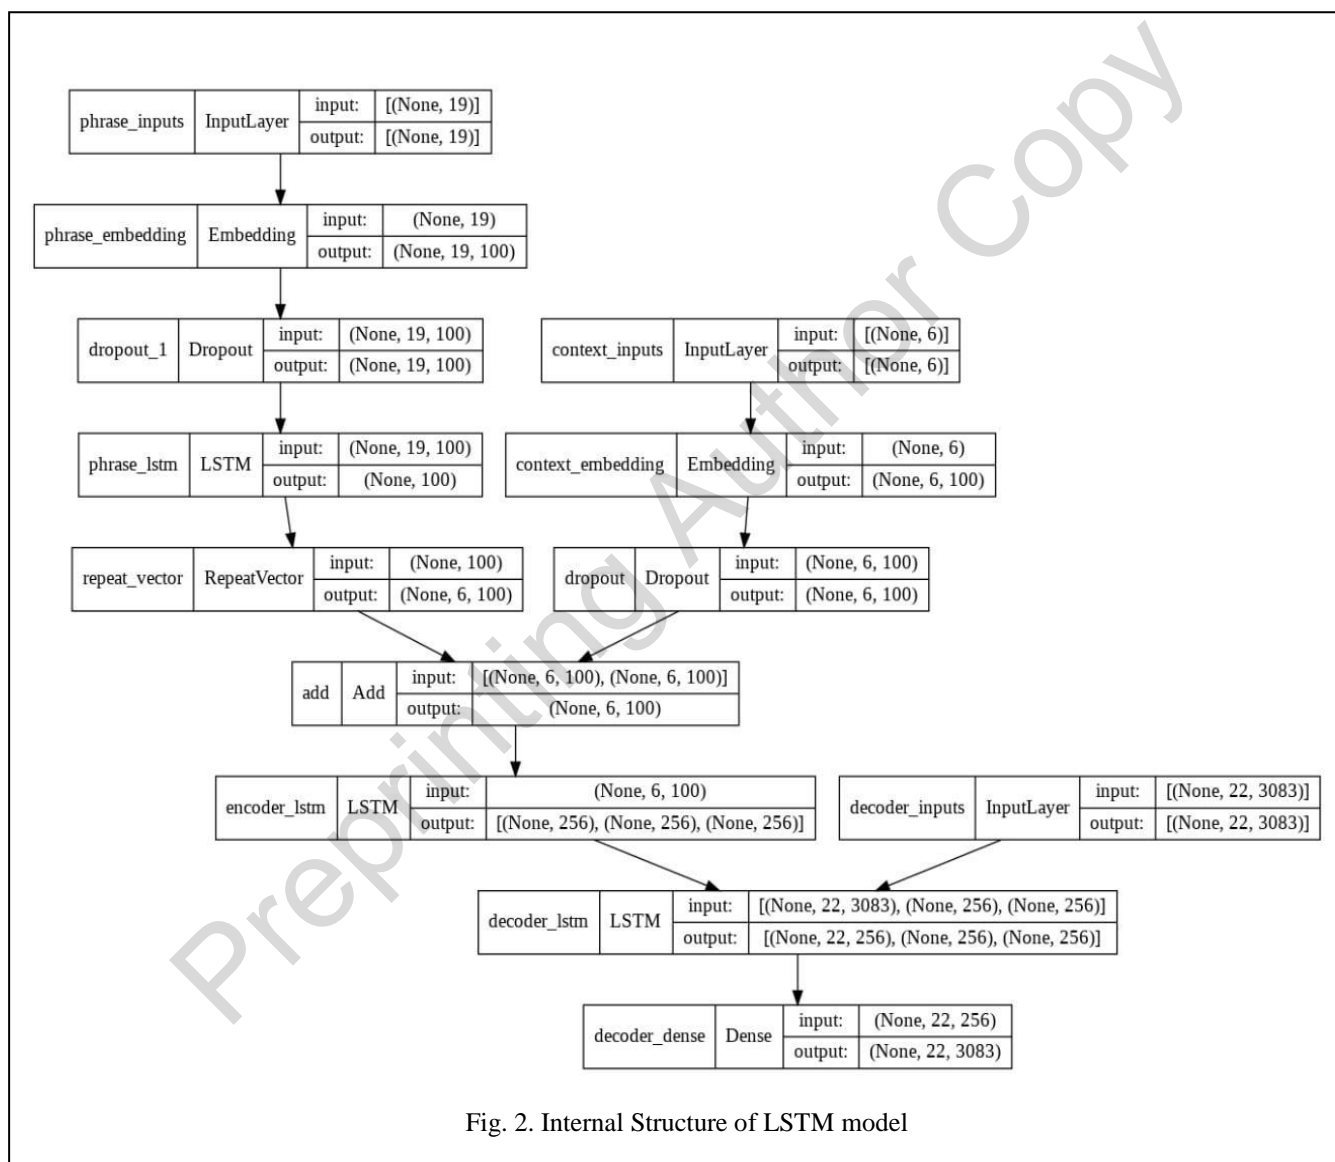 phrase_inputs InputLayer input: [(None, 19)]
output: [(None, 19)]
phrase_embedding Embedding input: (None, 19)
output: (None, 19, 100)
dropout_1 Dropout input: (None, 19, 100)
output: (None, 19, 100)
context_inputs InputLayer input: [(None, 6)]
output: [(None, 6)]
phrase_lstm LSTM input: (None, 19, 100)
output: (None, 100)
context_embedding Embedding input: (None, 6)
output: (None, 6, 100)
repeat_vector RepeatVector input: (None, 100)
output: (None, 6, 100)
dropout Dropout input: (None, 6, 100)
output: (None, 6, 100)
add Add input: [(None, 6, 100), (None, 6, 100)]
output: (None, 6, 100)
encoder_lstm LSTM input: (None, 6, 100)
output: [(None, 256), (None, 256), (None, 256)]
decoder_inputs InputLayer input: [(None, 22, 3083)]
output: [(None, 22, 3083)]
decoder_lstm LSTM input: [(None, 22, 3083), (None, 256), (None, 256)]
output: [(None, 22, 256), (None, 256), (None, 256)]
decoder_dense Dense input: (None, 22, 256)
output: (None, 22, 3083)
Fig. 2. Internal Structure of LSTM model
Preprinting Author Copy